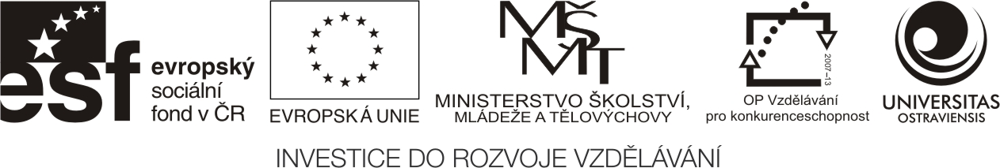 esf
evropský
sociální
fond v ČR
EVROPSKÁ UNIE
MŠ
MT
MINISTERSTVO ŠKOLSTVÍ,
MLÁDEŽE A TĚLOVÝCHOVY
2007–13
OP Vzdělávání
pro konkurenceschopnost
UNIVERSITAS
OSTRAVIENSIS
INVESTICE DO ROZVOJE VZDĚLÁVÁNÍ